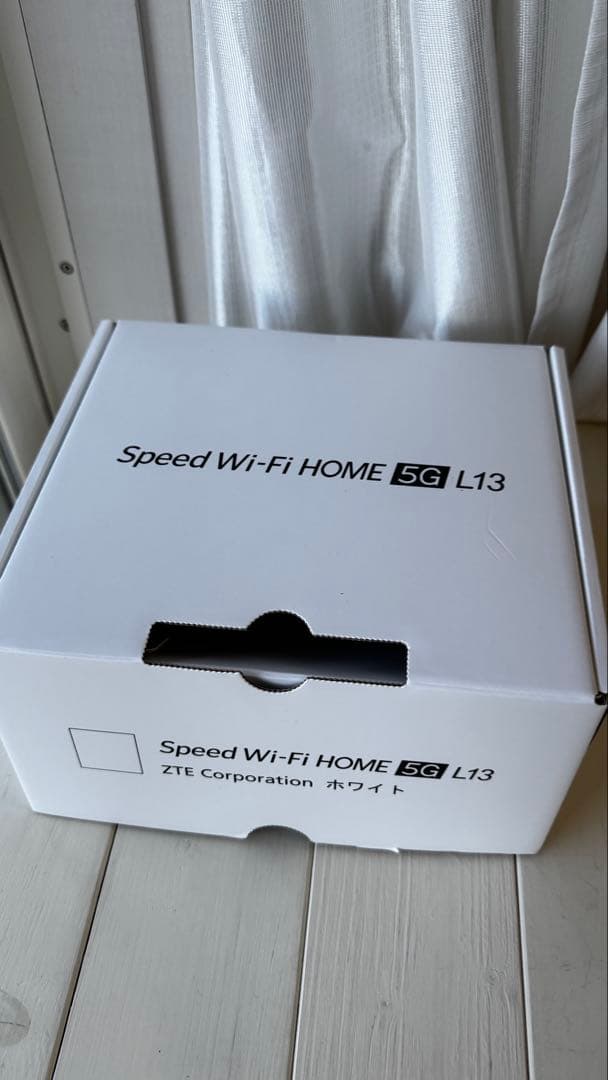 Speed Wi-Fi HOME 5G L13
Speed Wi-Fi HOME 5G L13
ZTE Corporation ホワイト